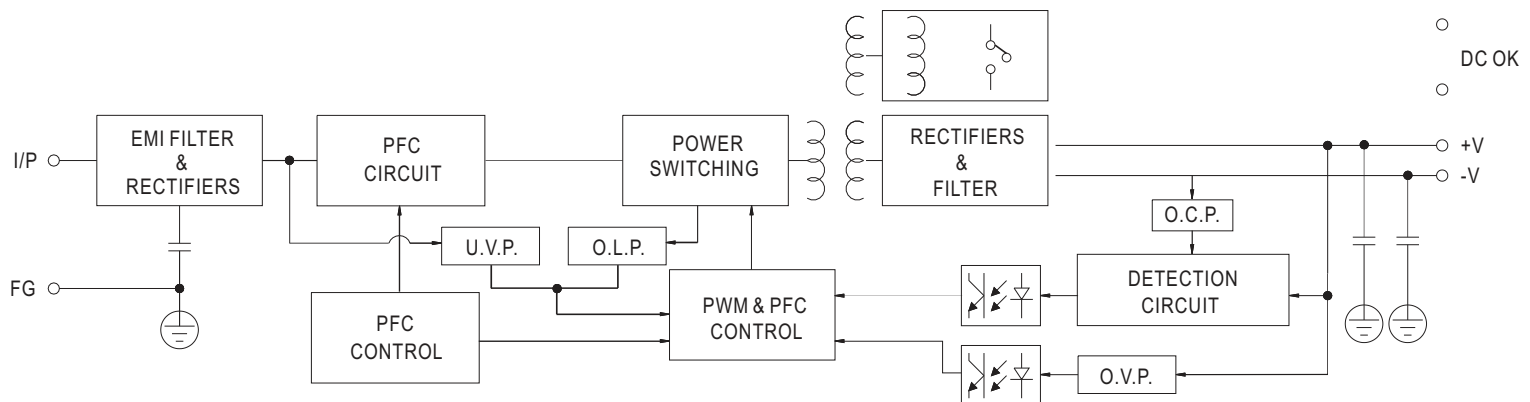 DC OK
I/P
EMI FILTER
&
RECTIFIERS
PFC
CIRCUIT
POWER
SWITCHING
RECTIFIERS
&
FILTER
+V
-V
O.C.P.
U.V.P.
O.L.P.
FG
PFC
CONTROL
PWM & PFC
CONTROL
DETECTION
CIRCUIT
O.V.P.